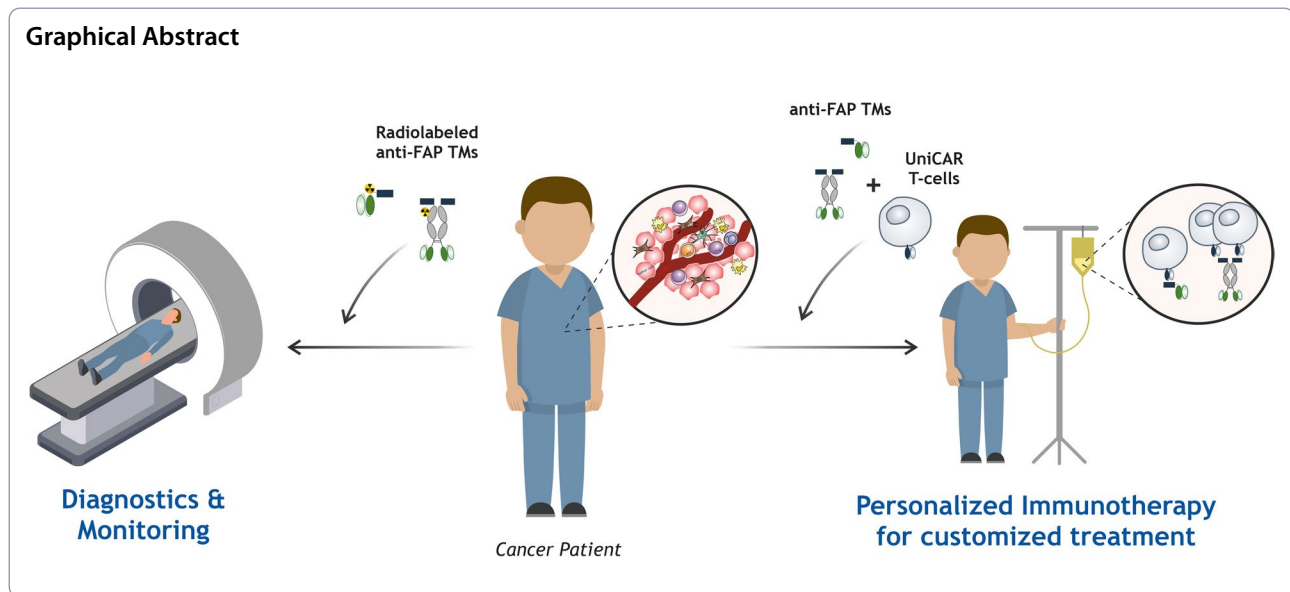 Graphical Abstract
Radiolabeled
anti-FAP TMs
anti-FAP TMs
+
UniCAR
T-cells
Diagnostics &
Monitoring
Cancer Patient
Personalized Immunotherapy
for customized treatment